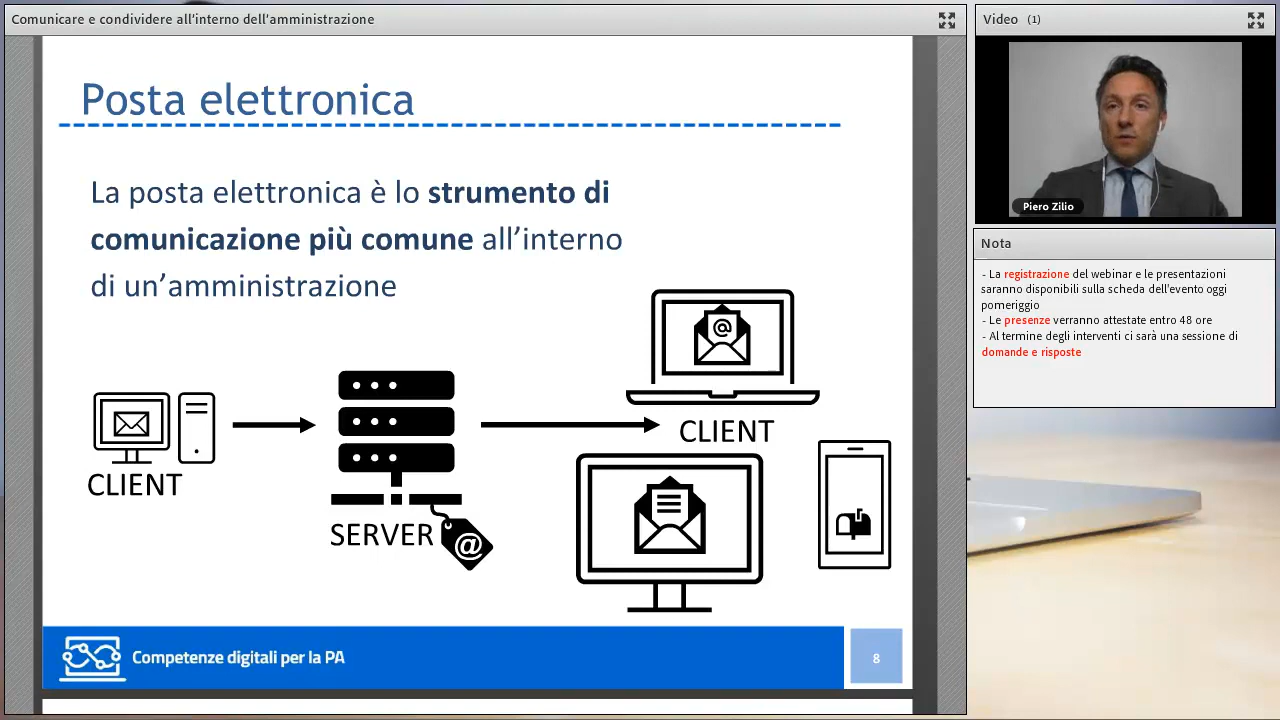 Comunicare e condividere all'interno dell'amministrazione
Posta elettronica
La posta elettronica è lo strumento di
comunicazione più comune all'interno
di un'amministrazione
@
CLIENT
CLIENT
SERVER
@
Competenze digitali per la PA
8
Video (1)
Piero Zilio
Nota
- La registrazione del webinar e le presentazioni
saranno disponibili sulla scheda dell'evento oggi
pomeriggio
- Le presenze verranno attestate entro 48 ore
- Al termine degli interventi ci sarà una sessione di
domande e risposte